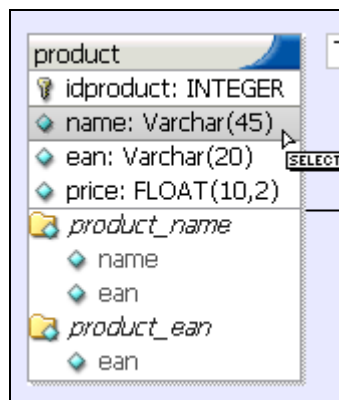 product
idproduct: INTEGER
name: Varchar(45)
ean: Varchar(20)
SELECT
price: FLOAT(10,2)
product_name
name
ean
product_ean
ean